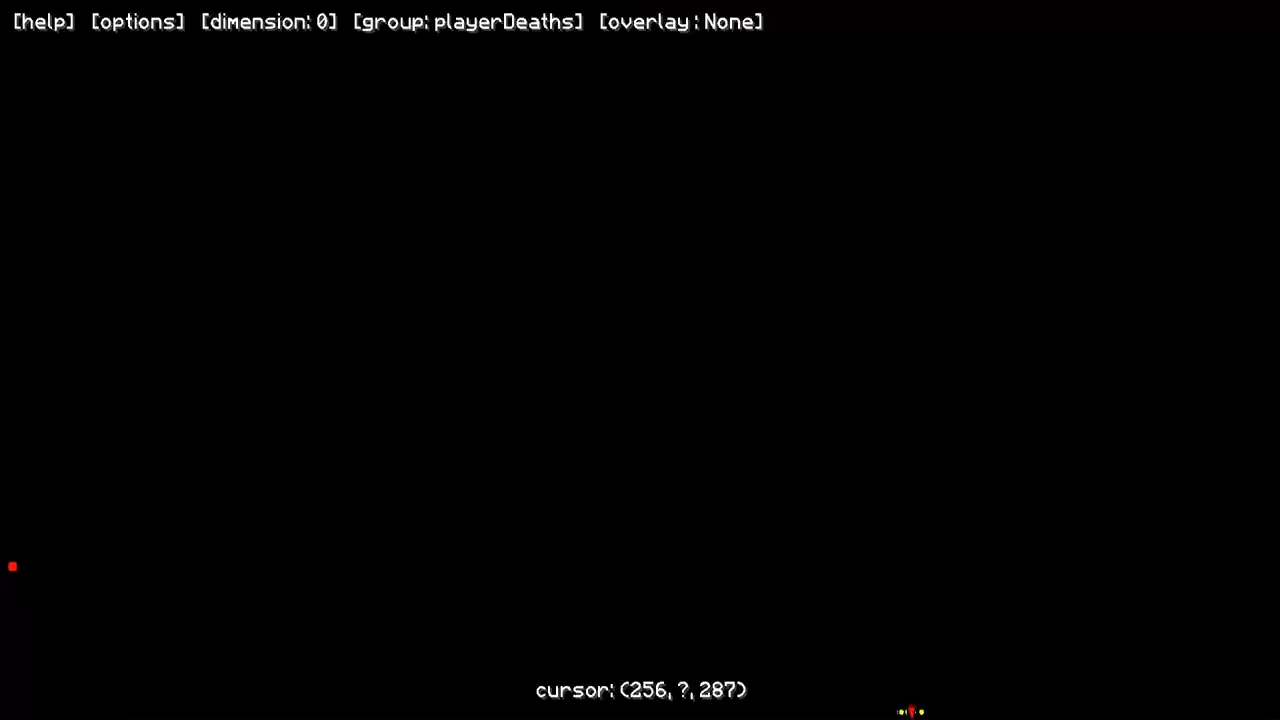 [help] [options] [dimension: 0] [group: playerDeaths] [overlay : None]
cursor: (256, ?, 287)